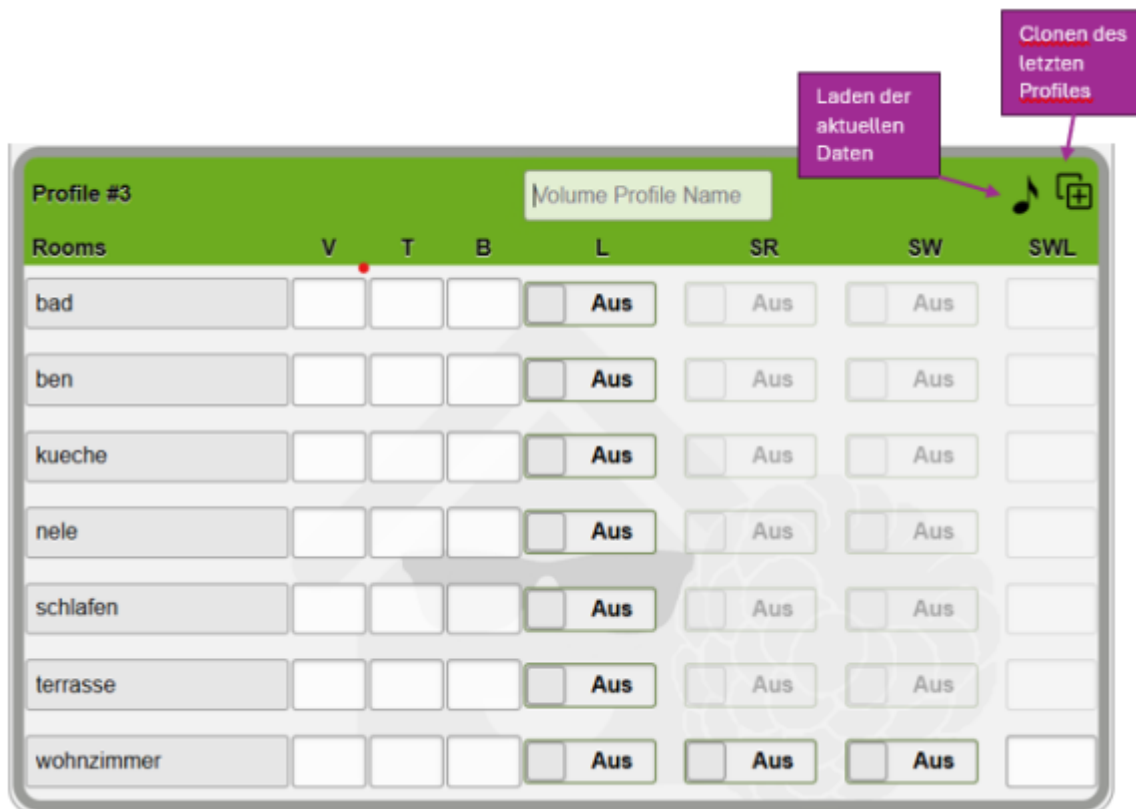 Clonen des
letzten
Profiles
Laden der
aktuellen
Daten
Profile #3 Volume Profile Name
Rooms V T B L SR SW SWL
bad Aus Aus Aus
ben Aus Aus Aus
kueche Aus Aus Aus
nele Aus Aus Aus
schlafen Aus Aus Aus
terrasse Aus Aus Aus
wohnzimmer Aus Aus Aus